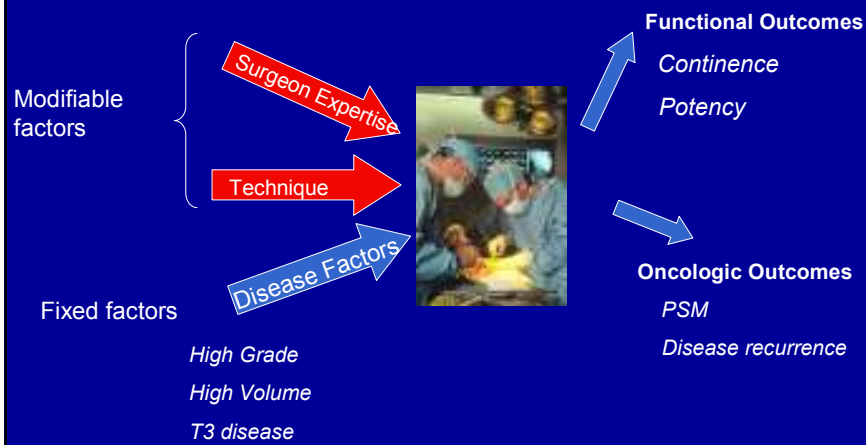 Modifiable
factors
Surgeon Expertise
Technique
Fixed factors
Disease Factors
High Grade
High Volume
T3 disease
Functional Outcomes
Continence
Potency
Oncologic Outcomes
PSM
Disease recurrence